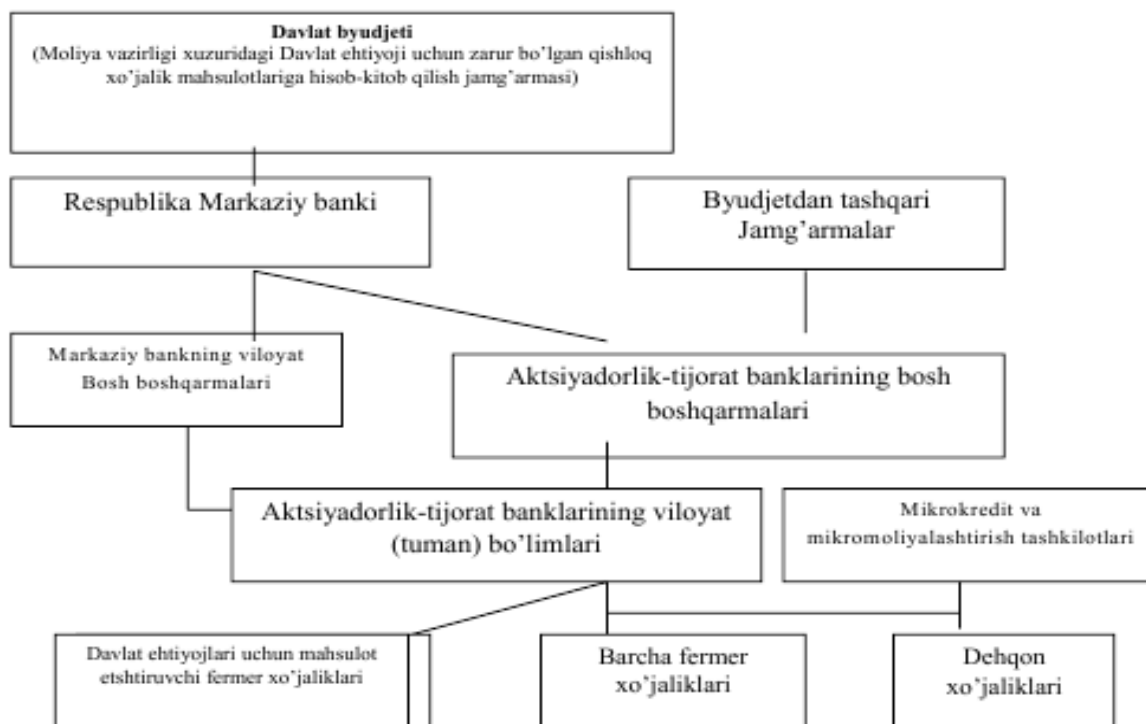 Davlat byudjeti
(Moliya vazirligi xuzuridagi Davlat ehtiyoji uchun zarur bo’lgan qishloq
xo’jalik mahsulotlariga hisob-kitob qilish jamg’armasi)
Respublika Markaziy banki
Byudjetdan tashqari
Jamg’armalar
Markaziy bankning viloyat
Bosh boshqarmalari
Aktsiyadorlik-tijorat banklarining bosh
boshqarmalari
Aktsiyadorlik-tijorat banklarining viloyat
(tuman) bo’limlari
Mikrokredit va
mikromoliyalashtirish tashkilotlari
Davlat ehtiyojlari uchun mahsulot
etshtiruvchi fermer xo’jaliklari
Barcha fermer
xo’jaliklari
Dehqon
xo’jaliklari